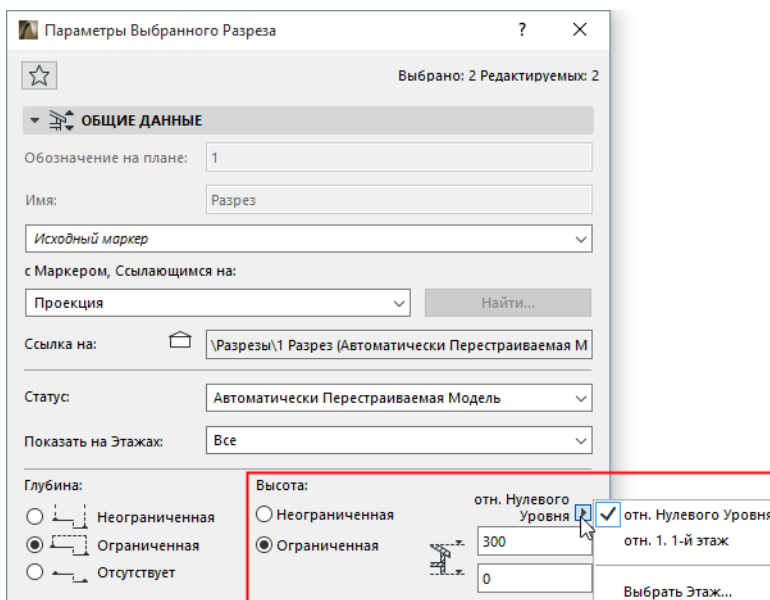 Параметры Выбранного Разреза
?
Выбрано: 2 Редактируемых: 2
ОБЩИЕ ДАННЫЕ
Обозначение на плане: 1
Имя: Разрез
Исходный маркер
с Маркером, Ссылающимся на:
Проекция Найти...
Ссылка на: \Разрезы\1 Разрез (Автоматически Перестраиваемая М
Статус: Автоматически Перестраиваемая Модель
Показать на Этажах: Все
Глубина:
Неограниченная
Ограниченная
Отсутствует
Высота:
Неограниченная
Ограниченная
отн. Нулевого
Уровня
300
0
отн. Нулевого Уровня
отн. 1. 1-й этаж
Выбрать Этаж...